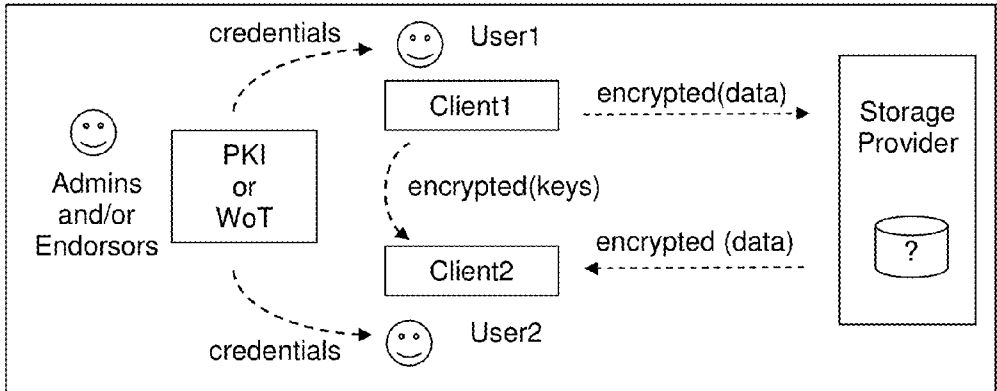 credentials
User1
Client1
encrypted(data)
Storage
Provider
PKI
or
WoT
Admins
and/or
Endorsors
encrypted(keys)
encrypted (data)
?
Client2
User2
credentials